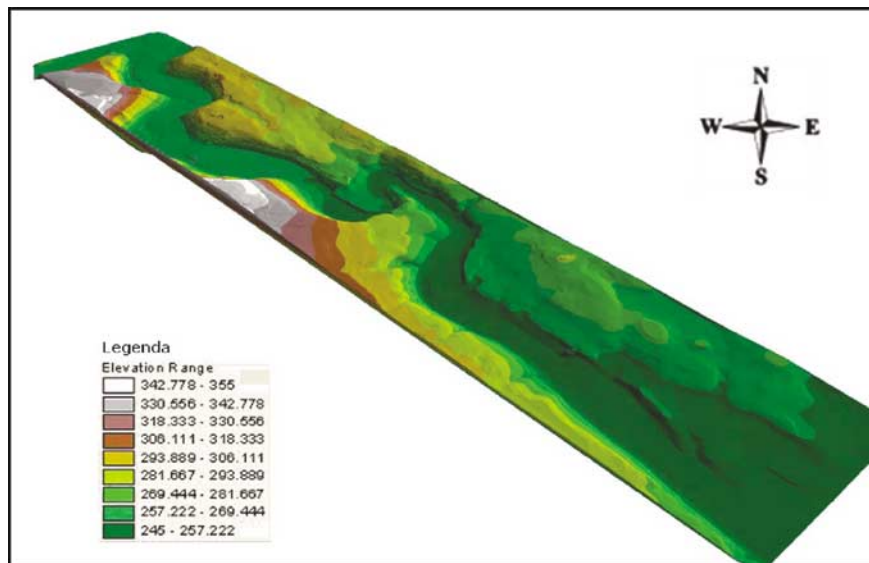 N
W E
S
Legenda
Elevation Range
342.778 - 355
330.556 - 342.778
318.333 - 330.556
306.111 - 318.333
293.889 - 306.111
281.667 - 293.889
269.444 - 281.667
257.222 - 269.444
245 - 257.222